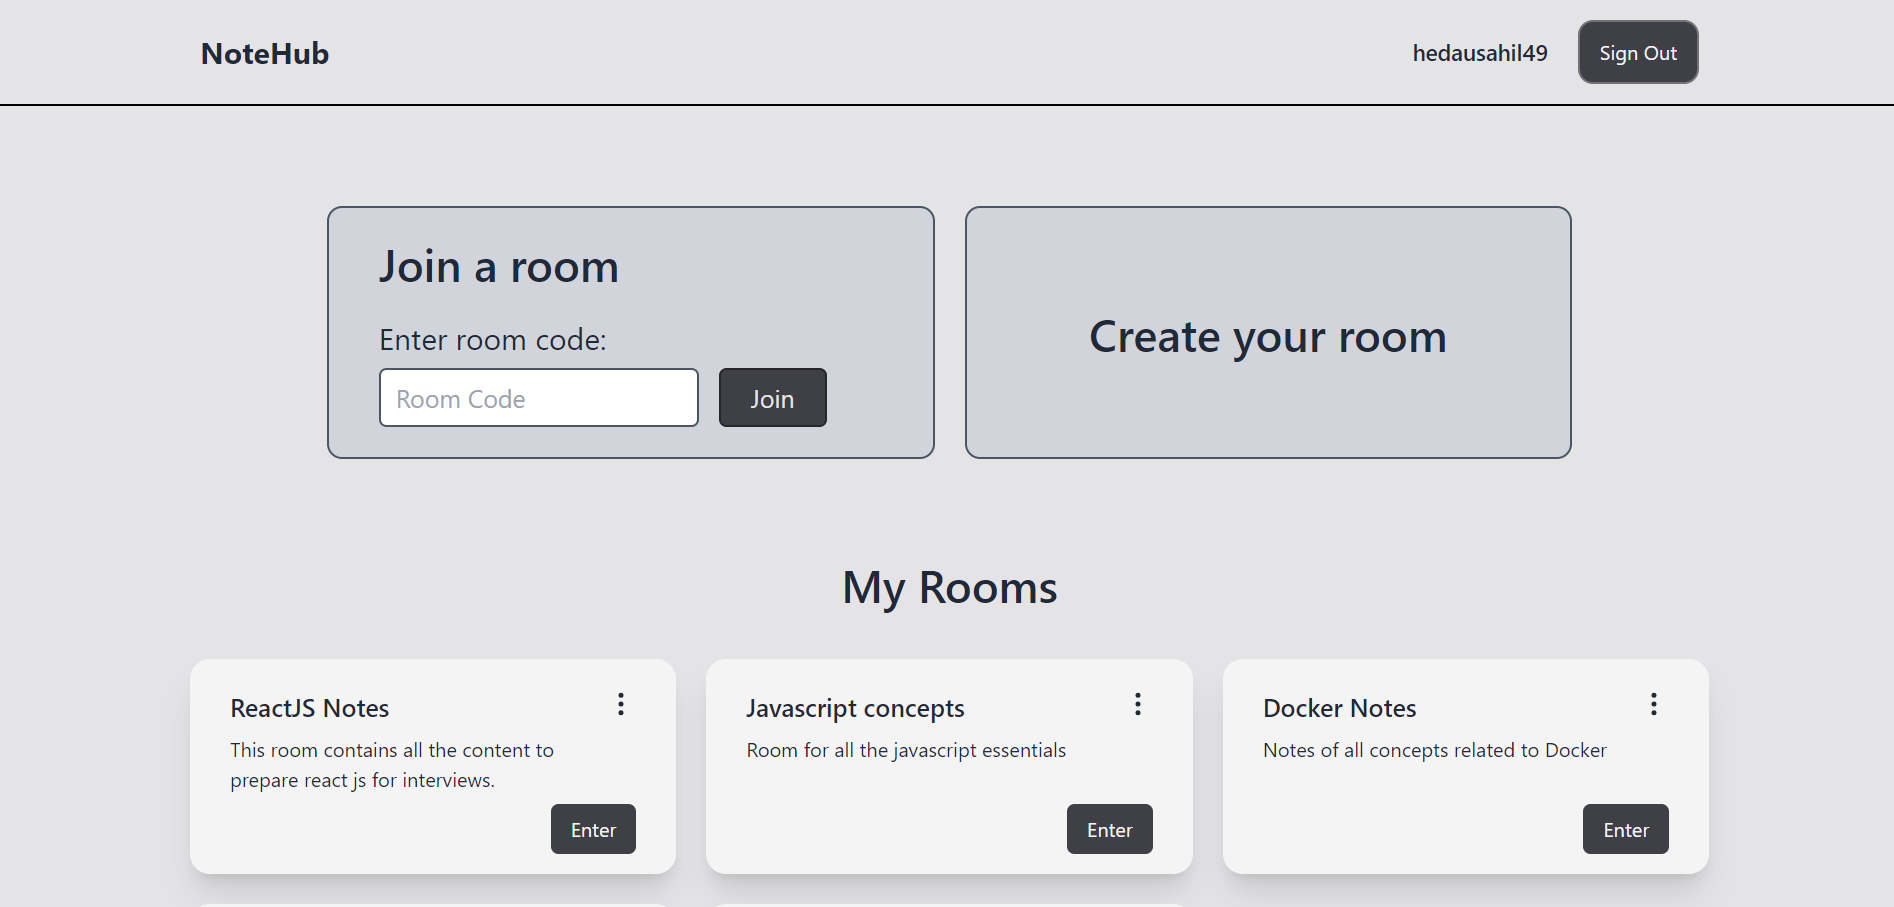 NoteHub
hedausahil49
Sign Out
Join a room
Enter room code:
Room Code
Join
Create your room
My Rooms
ReactJS Notes
This room contains all the content to
prepare react js for interviews.
Enter
Javascript concepts
Room for all the javascript essentials
Enter
Docker Notes
Notes of all concepts related to Docker
Enter